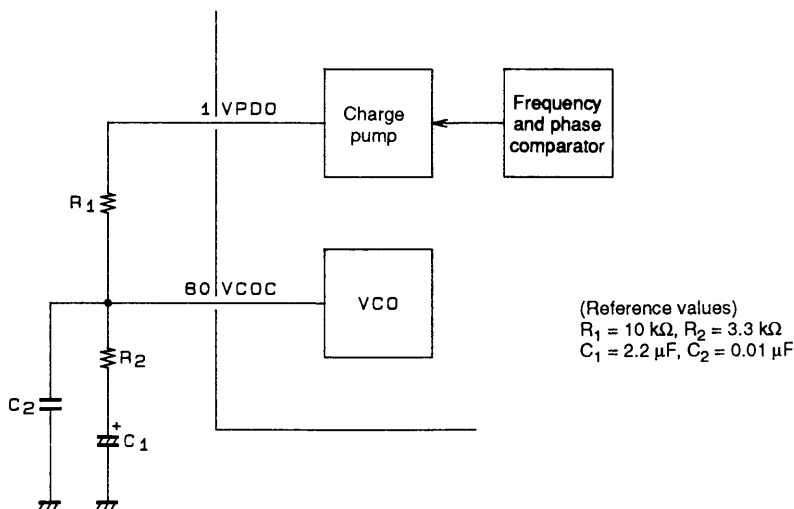 1 VPDO
Charge
pump
Frequency
and phase
comparator
R1
80 VCOC
VCO
(Reference values)
R1 = 10 kΩ, R2 = 3.3 kΩ
C1 = 2.2 μF, C2 = 0.01 μF
R2
C2
+
C1